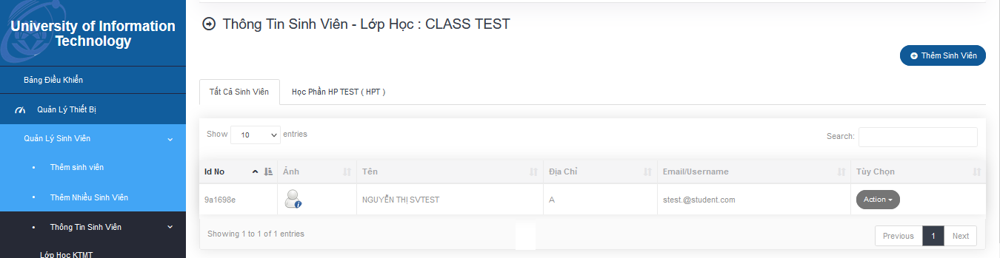 University of Information
Technology
Bảng Điều Khiển
Quản Lý Thiết Bị
Quản Lý Sinh Viên
Thêm sinh viên
Thêm Nhiều Sinh Viên
Thông Tin Sinh Viên
Lớp Học KTMT
Thông Tin Sinh Viên - Lớp Học : CLASS TEST
Thêm Sinh Viên
Tất Cả Sinh Viên Học Phần HP TEST ( HPT )
Show 10 entries Search:
Id No Ảnh Tên Địa Chỉ Email/Username Tùy Chọn
9a1698e NGUYỄN THỊ SVTEST A stest.@student.com Action
Showing 1 to 1 of 1 entries Previous 1 Next